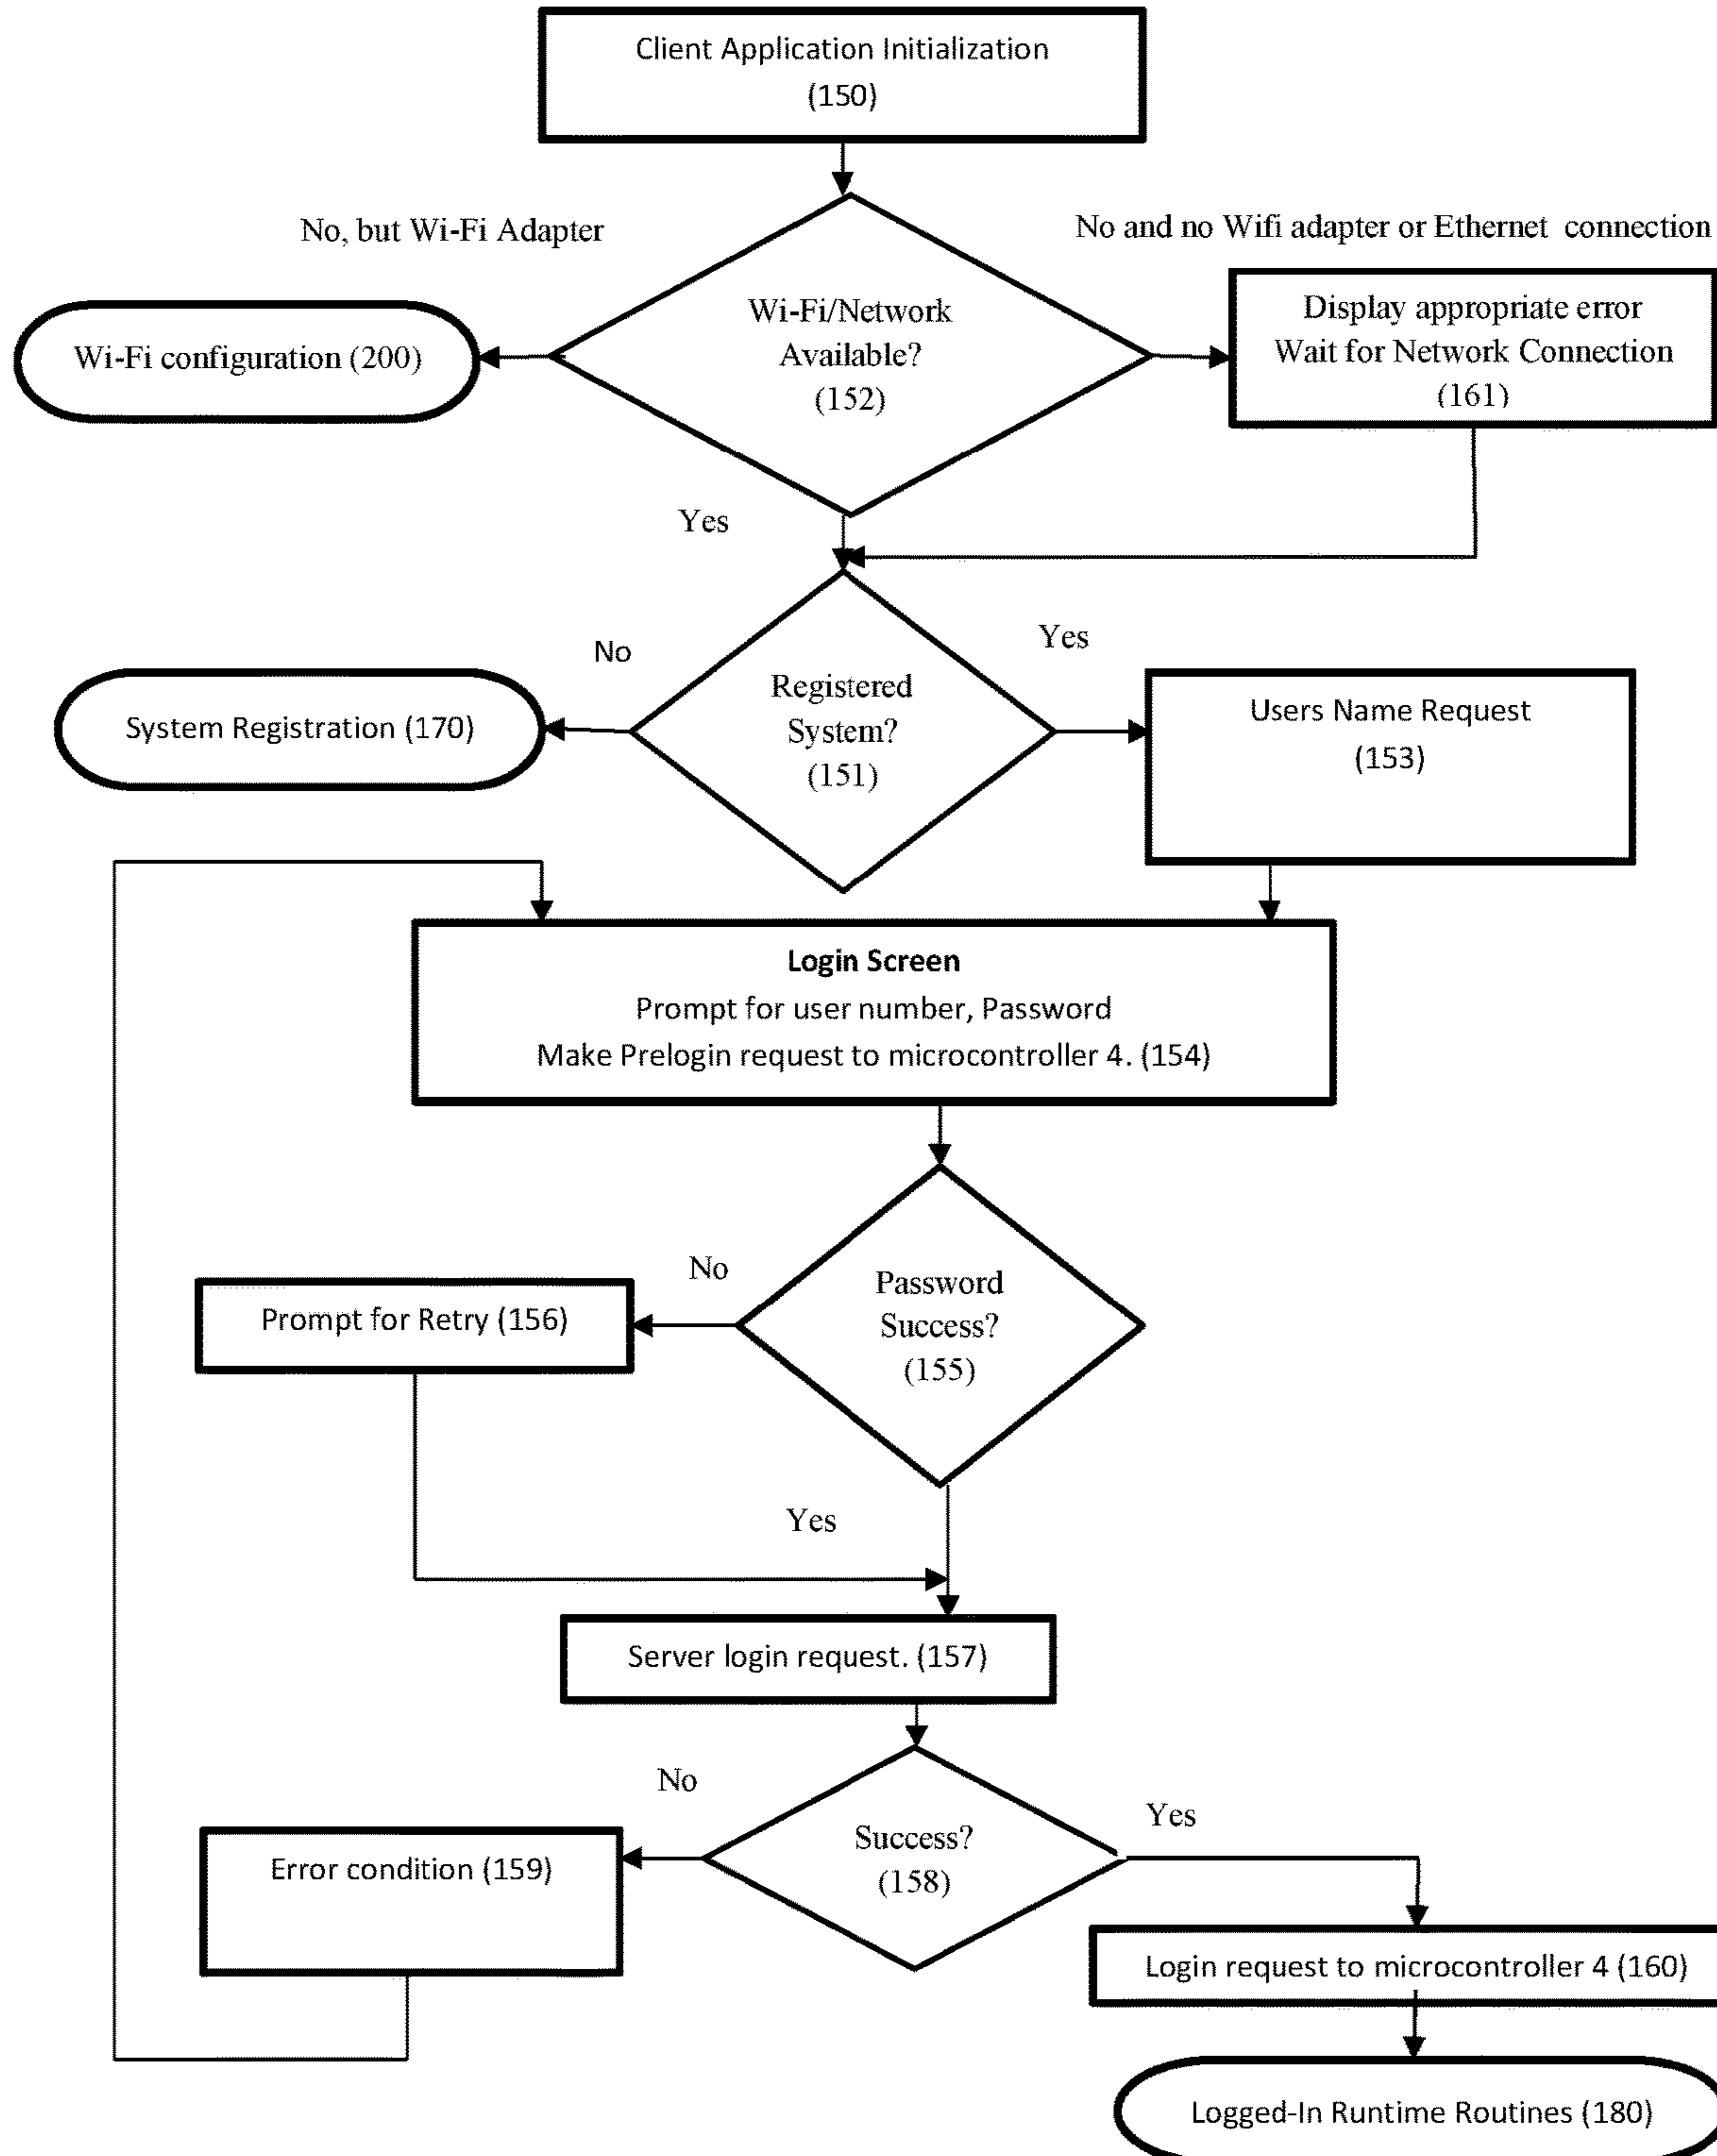 Client Application Initialization
(150)
No, but Wi-Fi Adapter
No and no Wifi adapter or Ethernet connection
Wi-Fi/Network
Available?
(152)
Wi-Fi configuration (200)
Display appropriate error
Wait for Network Connection
(161)
Yes
No
Yes
Registered
System?
(151)
System Registration (170)
Users Name Request
(153)
Login Screen
Prompt for user number, Password
Make Prelogin request to microcontroller 4. (154)
No
Password
Success?
(155)
Prompt for Retry (156)
Yes
Server login request. (157)
No
Yes
Success?
(158)
Error condition (159)
Login request to microcontroller 4 (160)
Logged-In Runtime Routines (180)